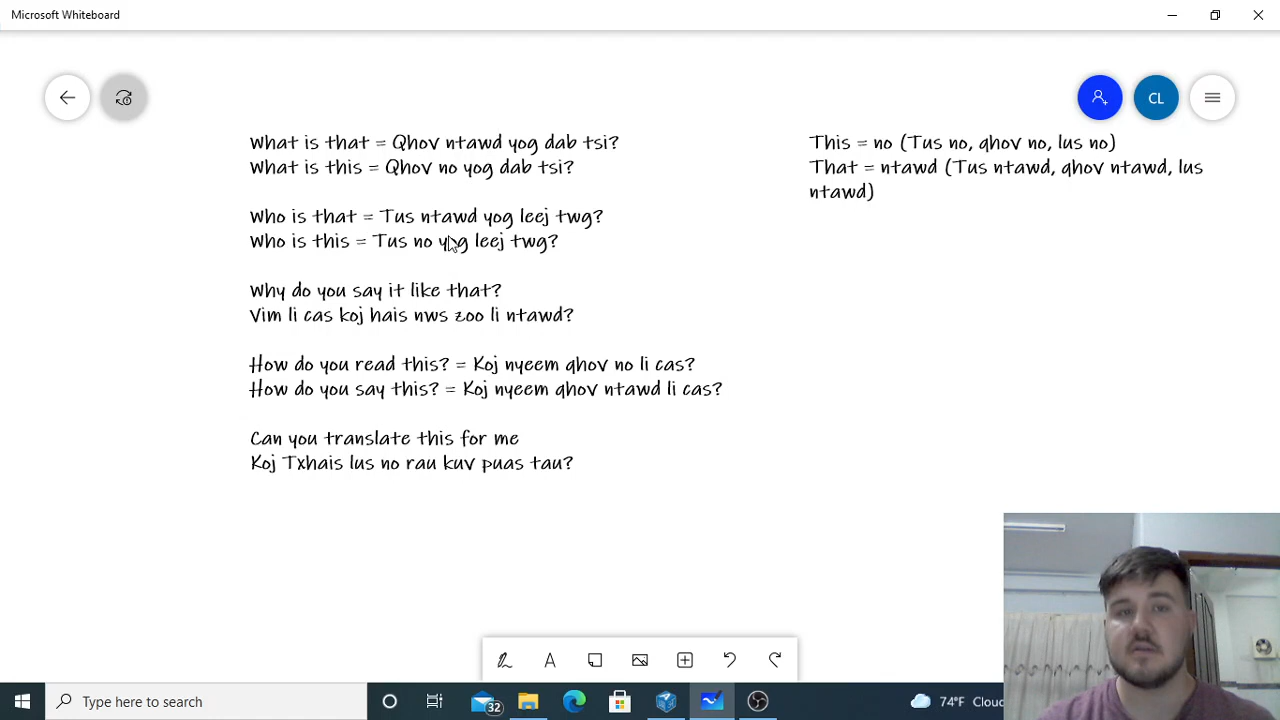 Microsoft Whiteboard
CL
What is that = Qhov ntawd yog dab tsi?
What is this = Qhov no yog dab tsi?
Who is that = Tus ntawd yog leej twg?
Who is this = Tus no yog leej twg?
Why do you say it like that?
Vim li cas koj hais nws zoo li ntawd?
How do you read this? = Koj nyeem qhov no li cas?
How do you say this? = Koj nyeem qhov ntawd li cas?
Can you translate this for me
Koj Txhais lus no rau kuv puas tau?
This = no (Tus no, qhov no, lus no)
That = ntawd (Tus ntawd, qhov ntawd, lus
ntawd)
A
Type here to search
32
74°F Cloud